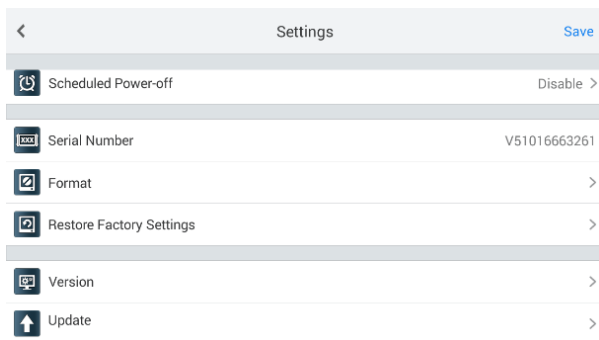 Settings Save
Scheduled Power-off Disable
Serial Number V51016663261
Format
Restore Factory Settings
Version
Update